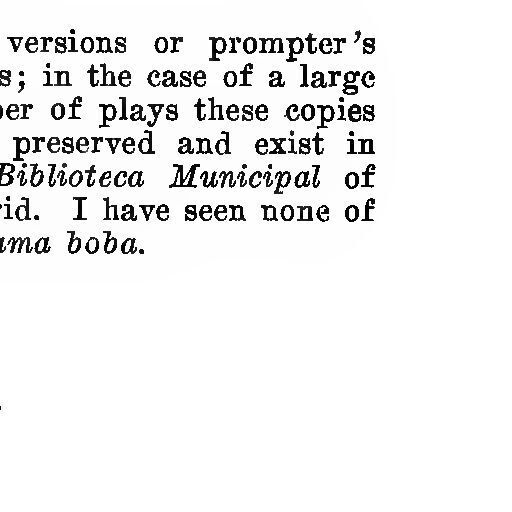 versions or prompter's
s; in the case of a large
er of plays these copies
preserved and exist in
Biblioteca Municipal of
rid. I have seen none of
ama boba.